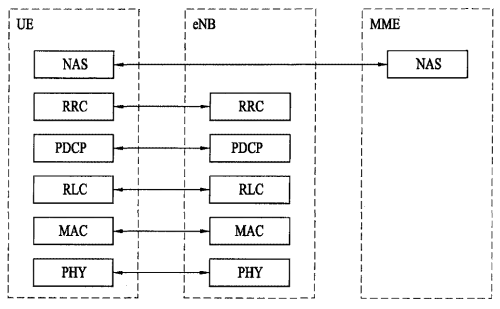 UE eNB MME
NAS NAS
RRC RRC
PDCP PDCP
RLC RLC
MAC MAC
PHY PHY